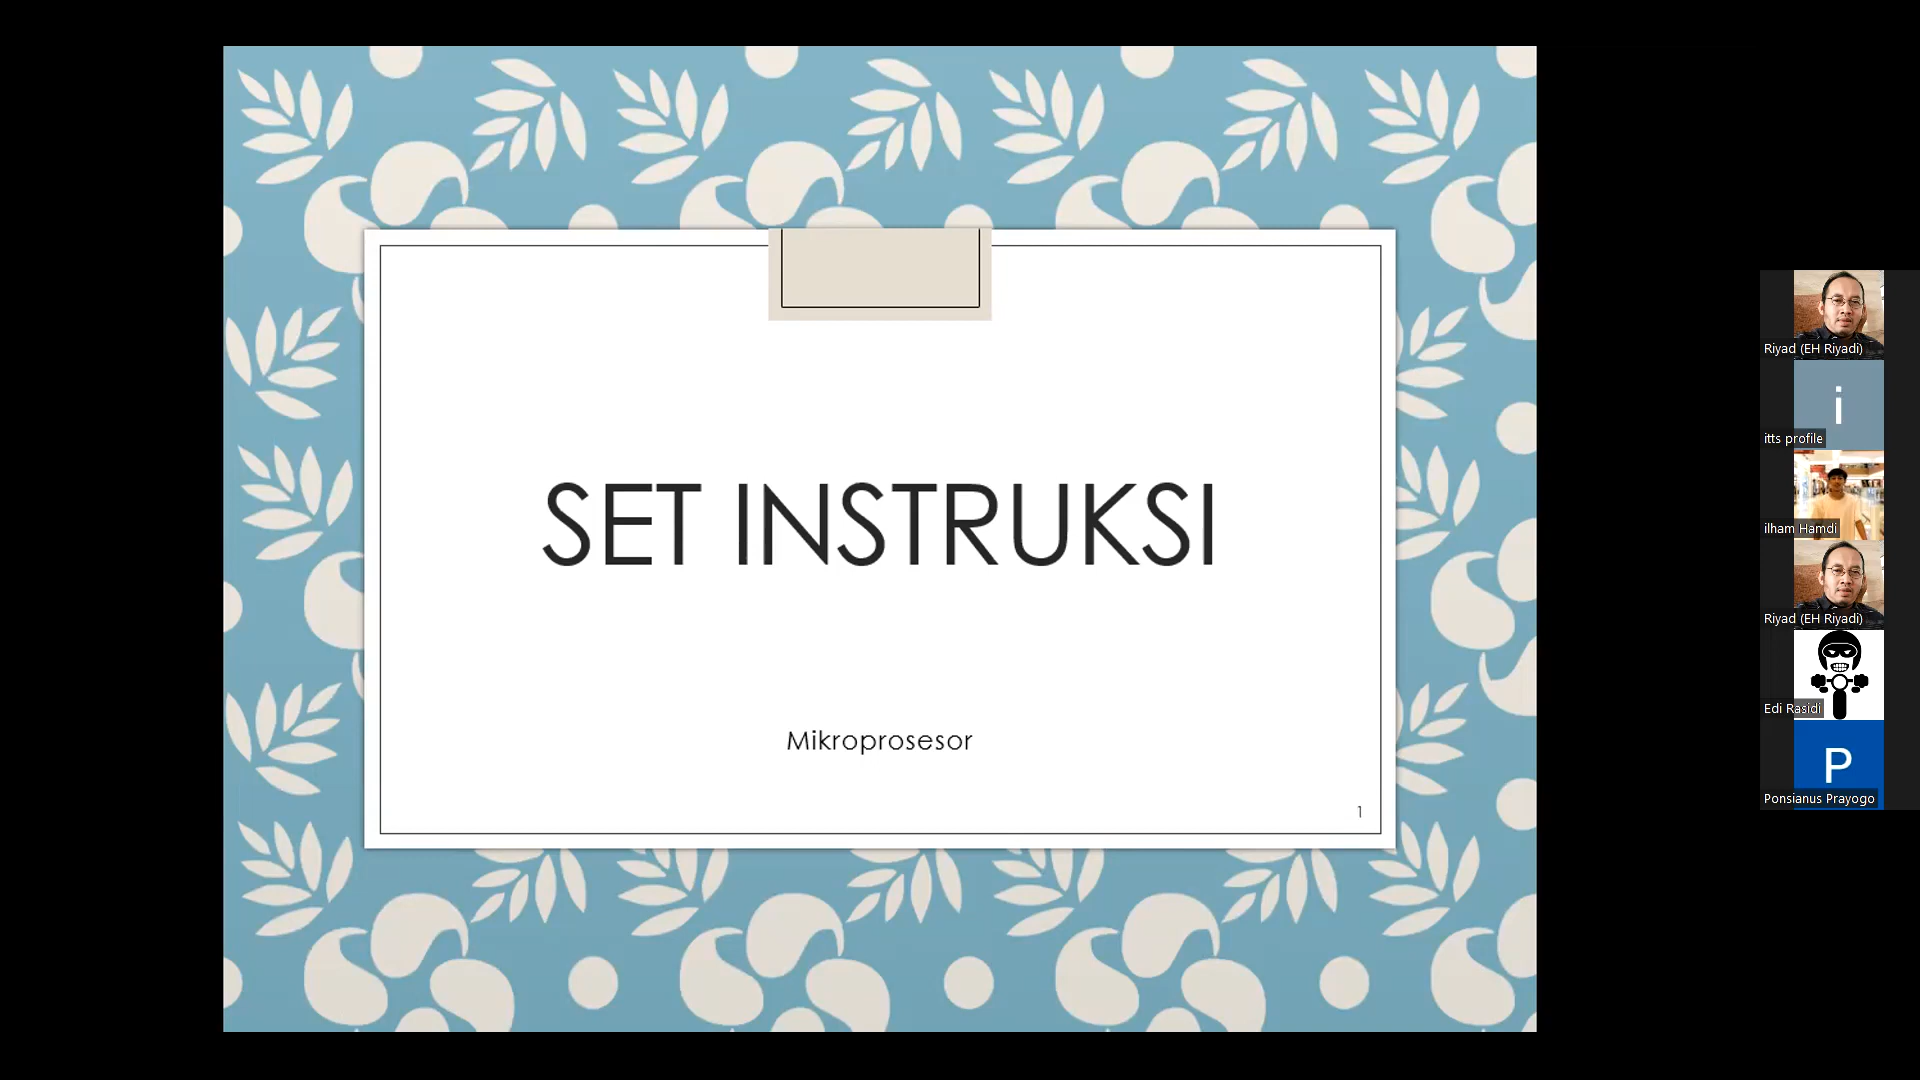 SET INSTRUKSI
Mikroprosesor
1
Riyad (EH Riyadi)
i
itts profile
ilham Hamdi
Riyad (EH Riyadi)
Edi Rasidi
P
Ponsianus Prayogo